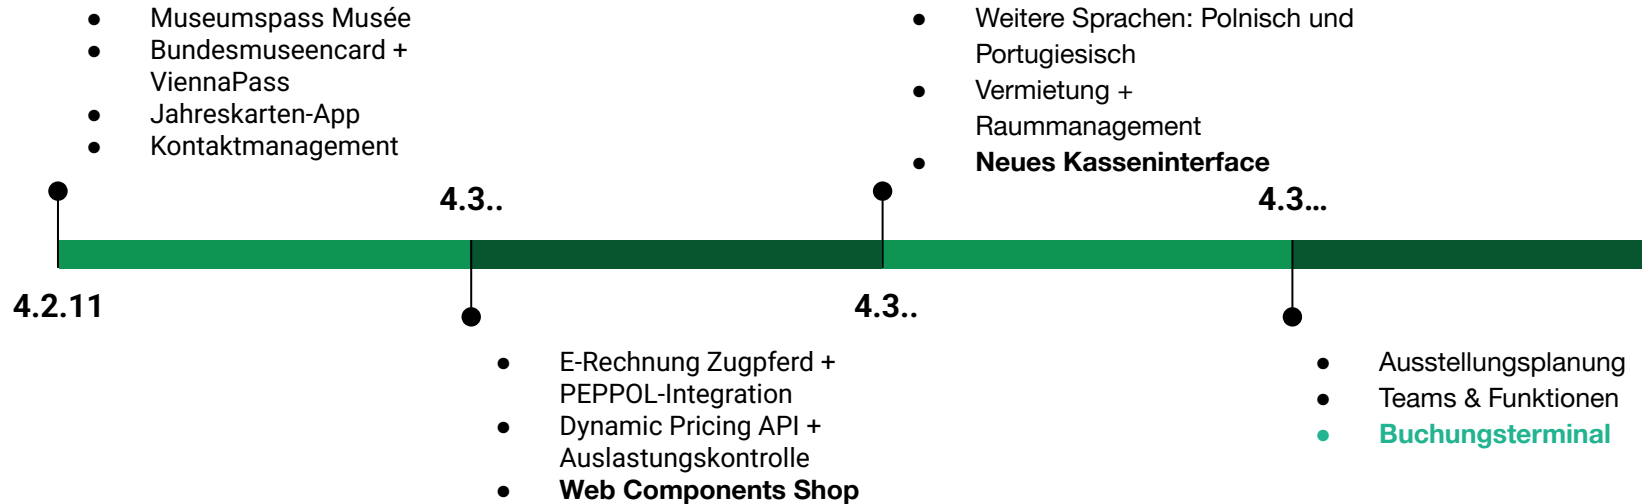 ● Museumspass Musée
● Bundesmuseencard +
ViennaPass
● Jahreskarten-App
● Kontaktmanagement
● Weitere Sprachen: Polnisch und
Portugiesisch
● Vermietung +
Raummanagement
● Neues Kasseninterface
4.3..
4.3...
4.2.11
4.3..
● E-Rechnung Zugpferd +
PEPPOL-Integration
● Dynamic Pricing API +
Auslastungskontrolle
● Web Components Shop
● Ausstellungsplanung
● Teams & Funktionen
● Buchungsterminal